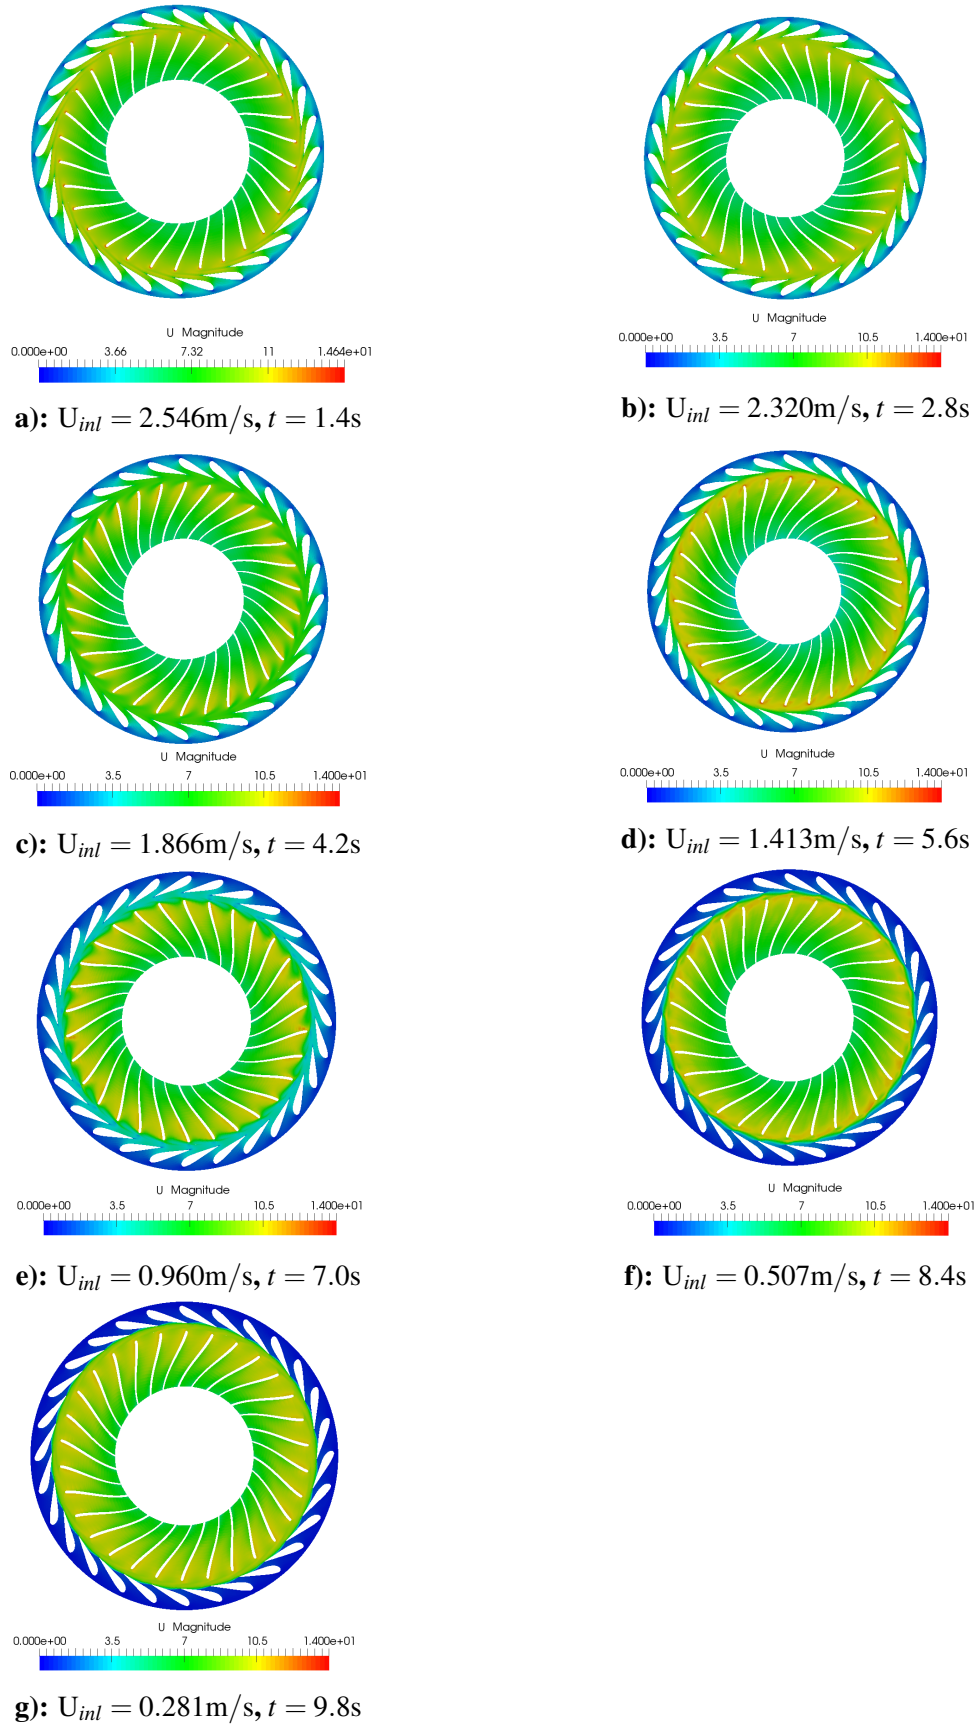 U Magnitude
0.000e+00 3.66 7.32 11 1.464e+01
a): U_inl = 2.546m/s, t = 1.4s
U Magnitude
0.000e+00 3.5 7 10.5 1.400e+01
b): U_inl = 2.320m/s, t = 2.8s
U Magnitude
0.000e+00 3.5 7 10.5 1.400e+01
c): U_inl = 1.866m/s, t = 4.2s
U Magnitude
0.000e+00 3.5 7 10.5 1.400e+01
d): U_inl = 1.413m/s, t = 5.6s
U Magnitude
0.000e+00 3.5 7 10.5 1.400e+01
e): U_inl = 0.960m/s, t = 7.0s
U Magnitude
0.000e+00 3.5 7 10.5 1.400e+01
f): U_inl = 0.507m/s, t = 8.4s
U Magnitude
0.000e+00 3.5 7 10.5 1.400e+01
g): U_inl = 0.281m/s, t = 9.8s